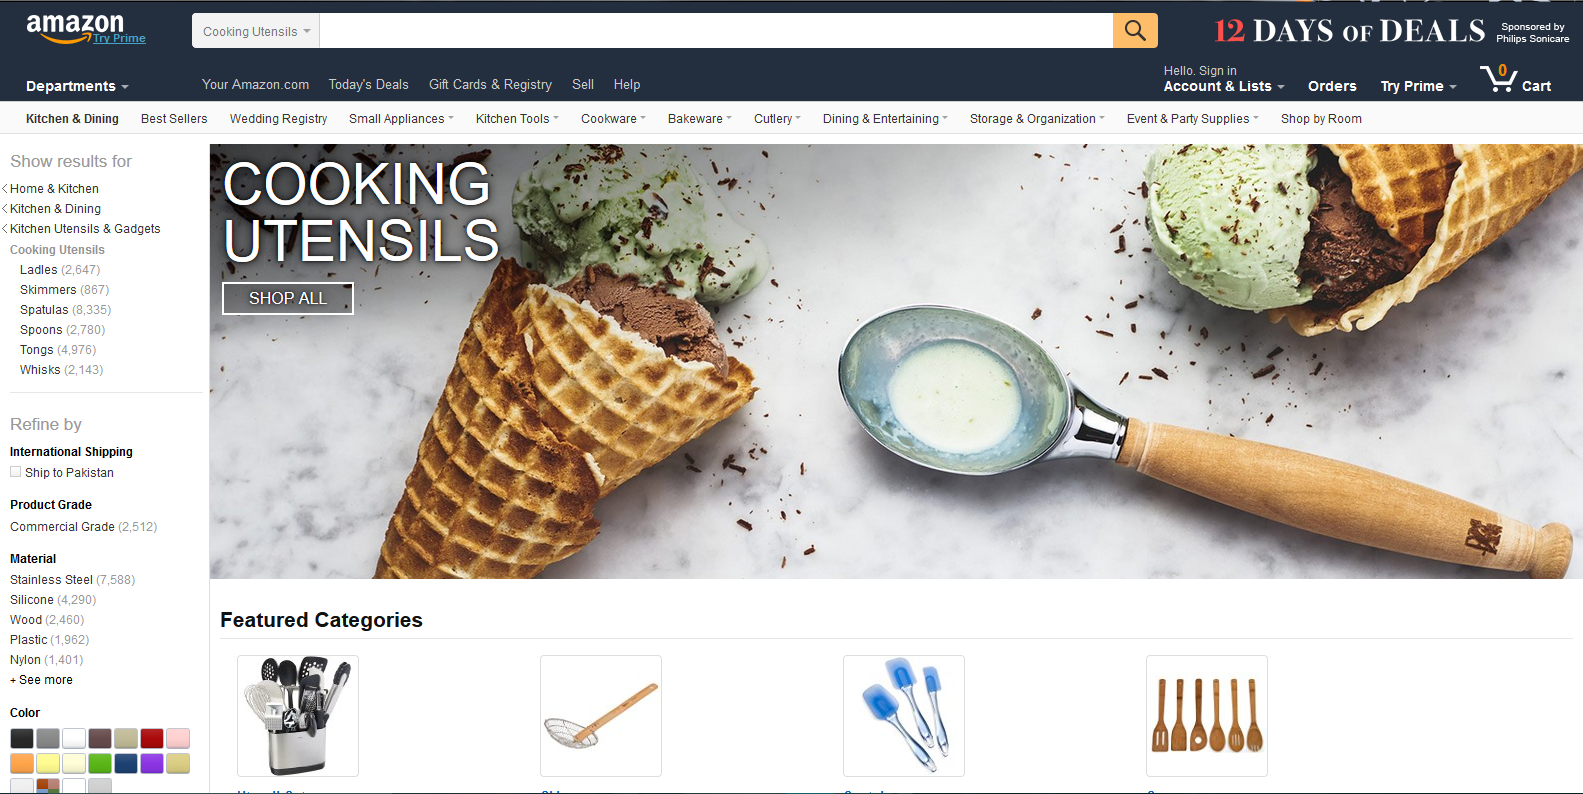 amazon
Try Prime
Cooking Utensils
12 DAYS OF DEALS
Sponsored by
Philips Sonicare
Departments
Your Amazon.com
Today's Deals
Gift Cards & Registry
Sell
Help
Hello. Sign in
Account & Lists
Orders
Try Prime
0
Cart
Kitchen & Dining
Best Sellers
Wedding Registry
Small Appliances
Kitchen Tools
Cookware
Bakeware
Cutlery
Dining & Entertaining
Storage & Organization
Event & Party Supplies
Shop by Room
Show results for
Home & Kitchen
Kitchen & Dining
Kitchen Utensils & Gadgets
Cooking Utensils
Ladles (2,647)
Skimmers (867)
Spatulas (8,335)
Spoons (2,780)
Tongs (4,976)
Whisks (2,143)
Refine by
International Shipping
Ship to Pakistan
Product Grade
Commercial Grade (2,512)
Material
Stainless Steel (7,588)
Silicone (4,290)
Wood (2,460)
Plastic (1,962)
Nylon (1,401)
+ See more
Color
COOKING
UTENSILS
SHOP ALL
Featured Categories